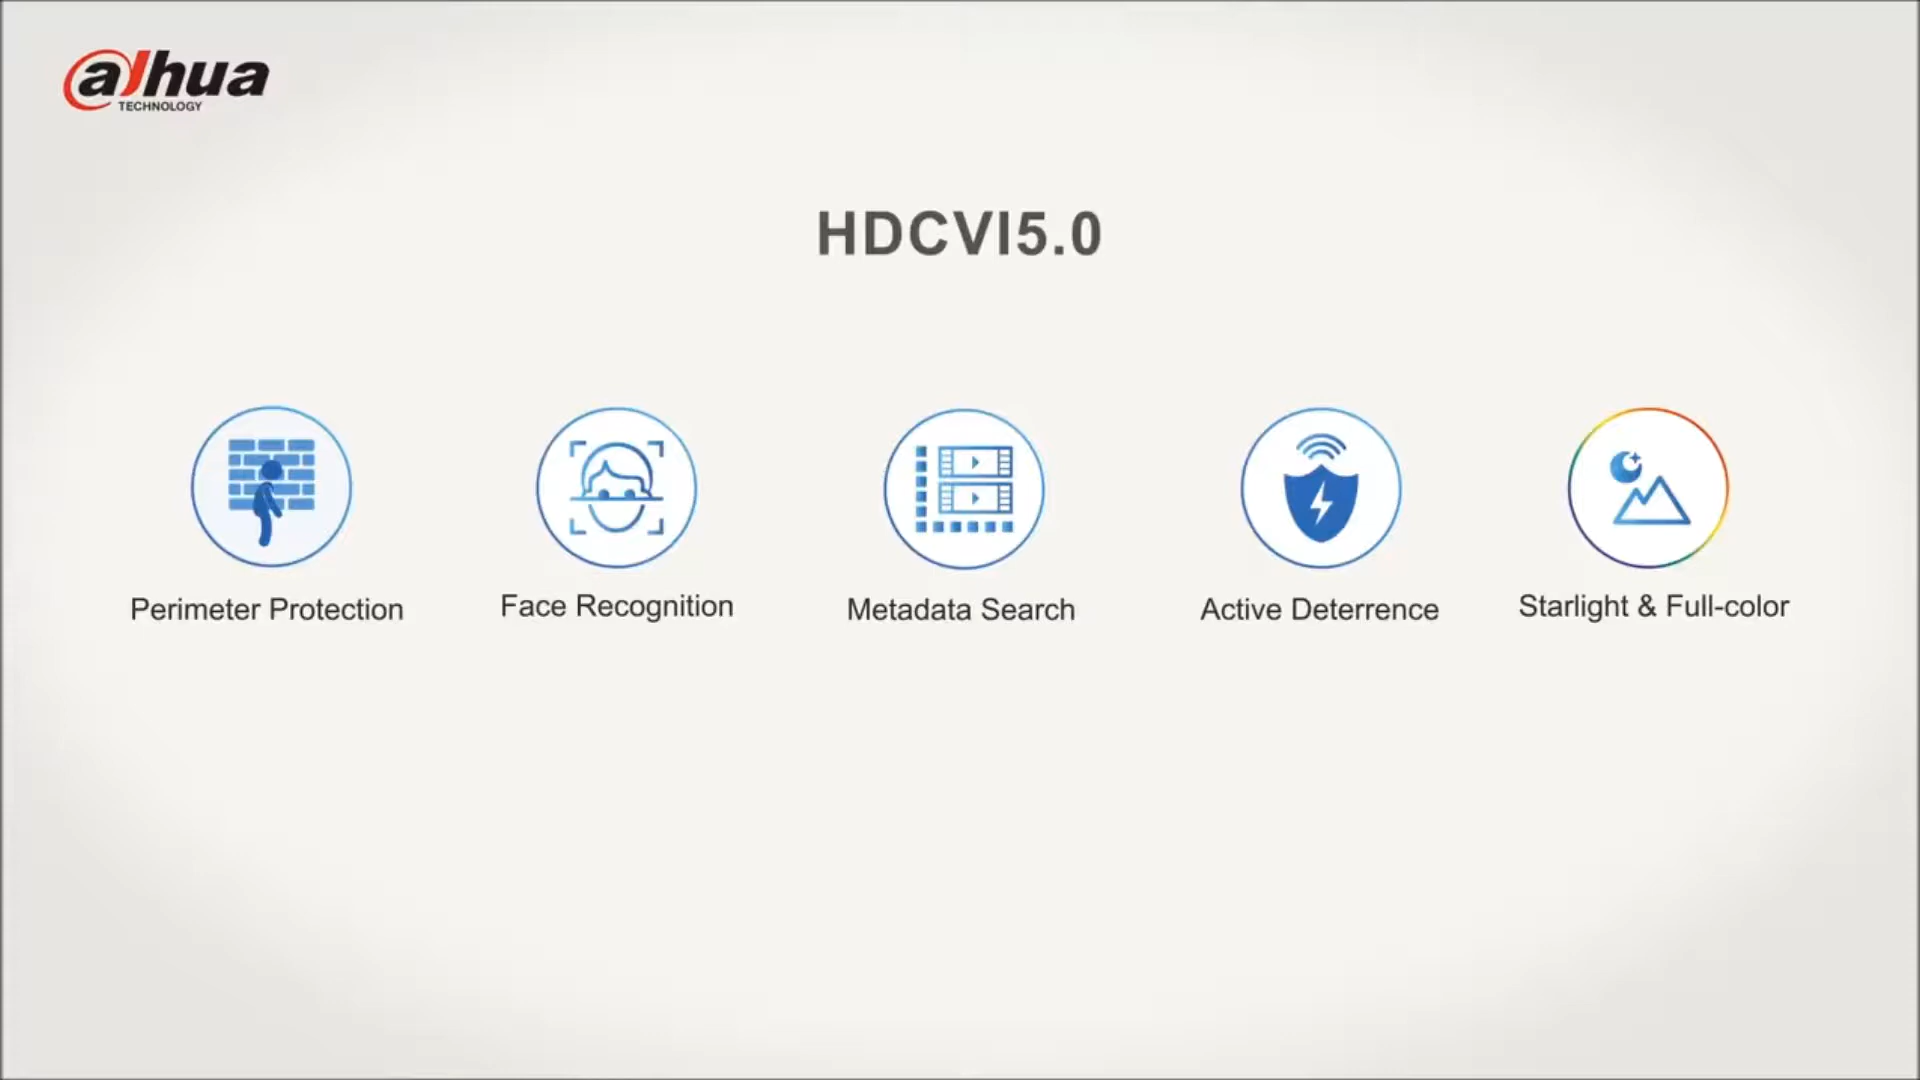 alhua
TECHNOLOGY
HDCVI5.0
Perimeter Protection
Face Recognition
Metadata Search
Active Deterrence
Starlight & Full-color